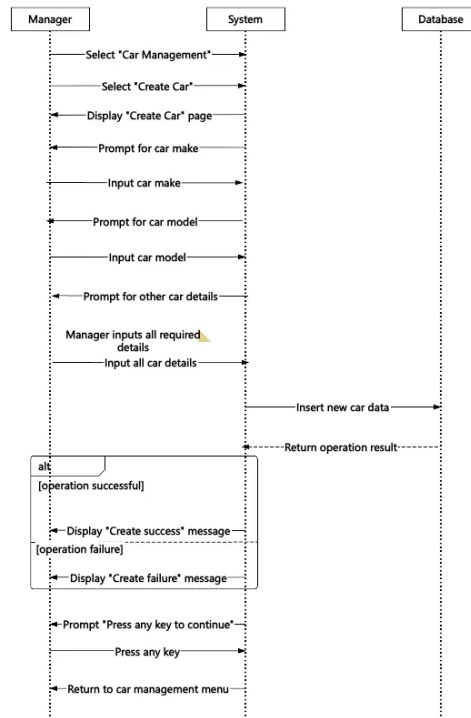 Manager
System
Database
Select "Car Management"
Select "Create Car"
Display "Create Car" page
Prompt for car make
Input car make
Prompt for car model
Input car model
Prompt for other car details
Manager inputs all required
details
Input all car details
Insert new car data
Return operation result
alt
[operation successful]
Display "Create success" message
[operation failure]
Display "Create failure" message
Prompt "Press any key to continue"
Press any key
Return to car management menu